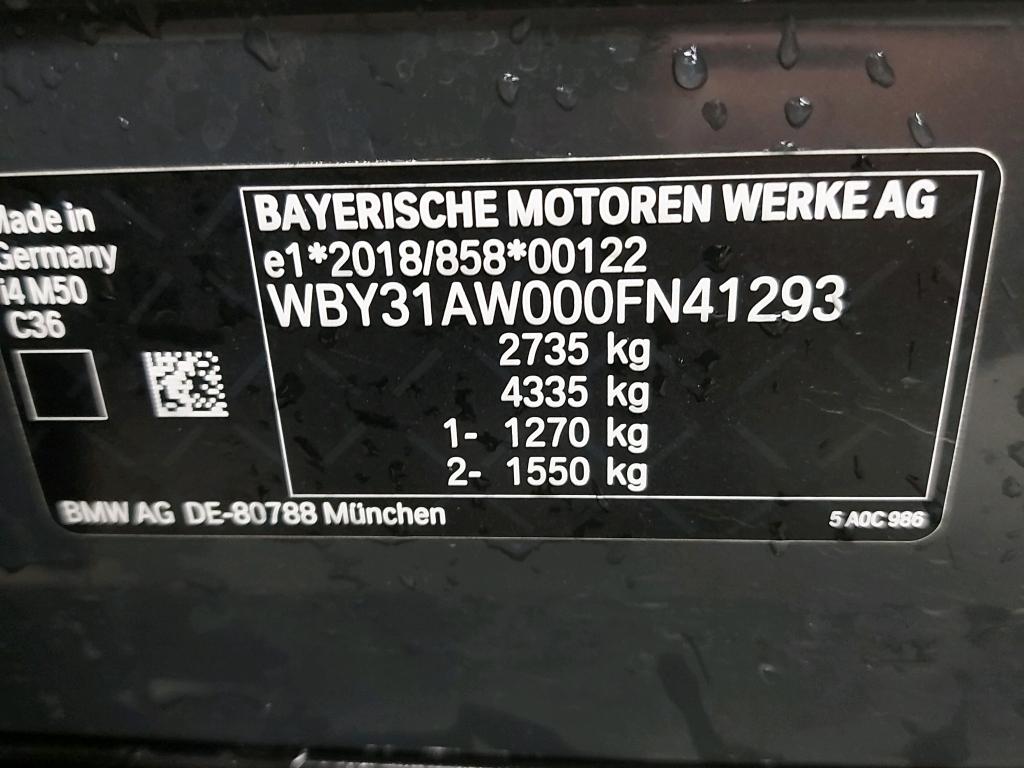 Made in
Germany
i4 M50
C36
BAYERISCHE MOTOREN WERKE AG
e1*2018/858*00122
WBY31AW000FN41293
2735 kg
4335 kg
1- 1270 kg
2- 1550 kg
BMW AG DE-80788 München
5 A0C 986